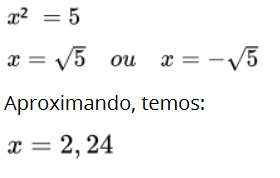 x² = 5
x = √5 ou x = −√5
Aproximando, temos:
x = 2, 24